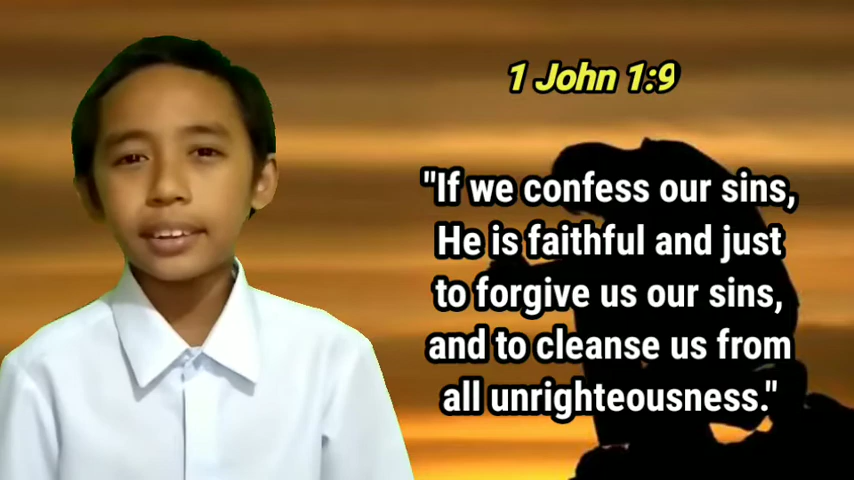 1 John 1:9
"If we confess our sins,
He is faithful and just
to forgive us our sins,
and to cleanse us from
all unrighteousness."